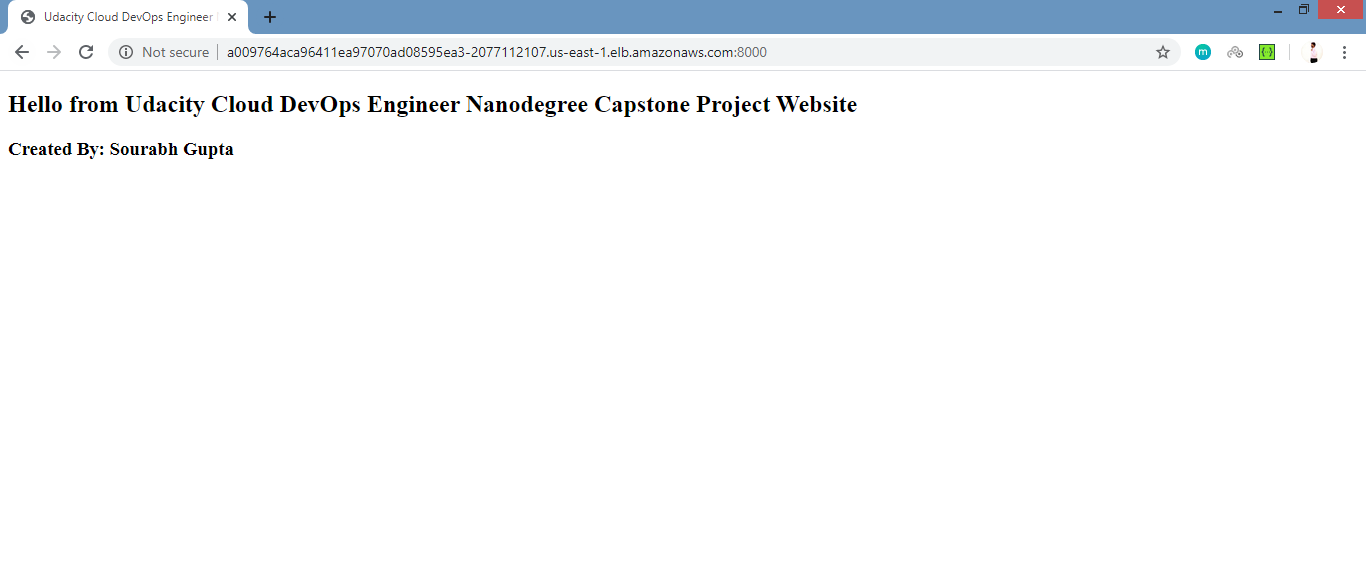 Udacity Cloud DevOps Engineer
Not secure
a009764aca96411ea97070ad08595ea3-2077112107.us-east-1.elb.amazonaws.com:8000
m
{·}
Hello from Udacity Cloud DevOps Engineer Nanodegree Capstone Project Website
Created By: Sourabh Gupta